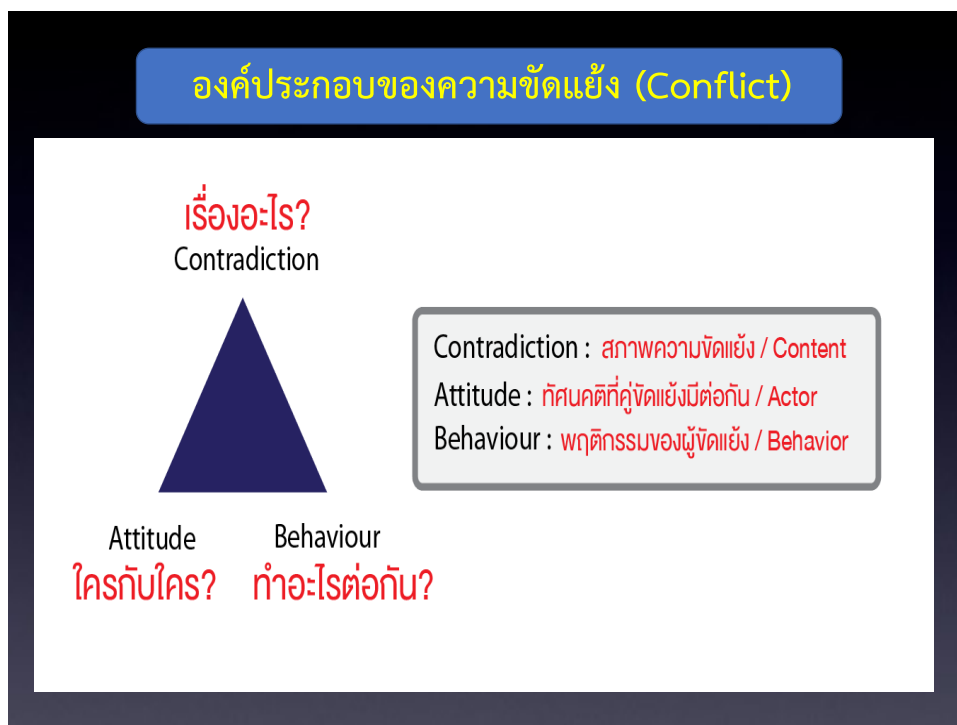 องค์ประกอบของความขัดแย้ง (Conflict)
เรื่องอะไร?
Contradiction
Contradiction : สภาพความขัดแย้ง / Content
Attitude : ทัศนคติที่คู่ขัดแย้งมีต่อกัน / Actor
Behaviour : พฤติกรรมของผู้ขัดแย้ง / Behavior
Attitude
Behaviour
ใครกับใคร?
ทำอะไรต่อกัน?